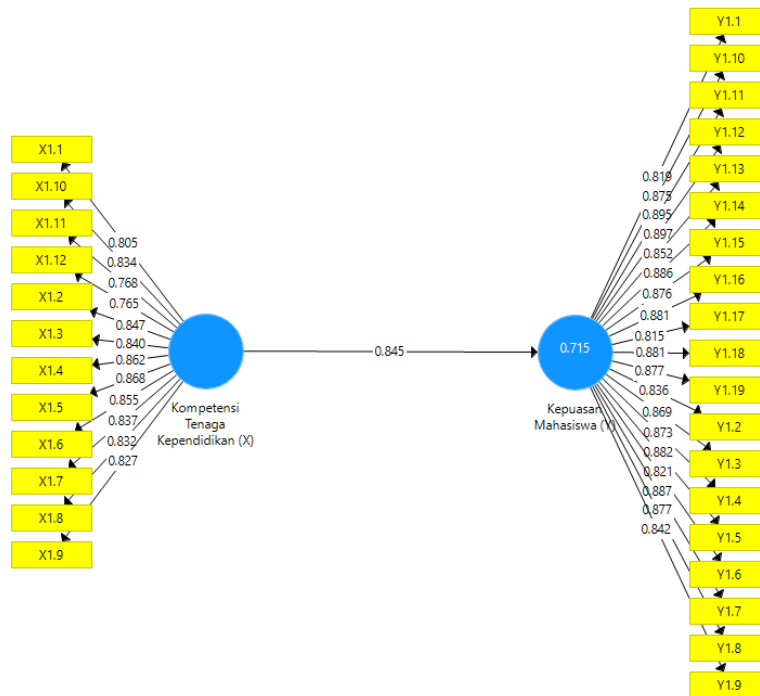 X1.1
X1.10
X1.11
X1.12
X1.2
X1.3
X1.4
X1.5
X1.6
X1.7
X1.8
X1.9
0.805
0.834
0.768
0.765
0.847
0.840
0.862
0.868
0.855
0.837
0.832
0.827
Kompetensi
Tenaga
Kependidikan (X)
0.845
0.715
Kepuasan
Mahasiswa (Y)
0.819
0.875
0.895
0.897
0.852
0.886
0.876
0.881
0.815
0.881
0.877
0.836
0.869
0.873
0.882
0.821
0.887
0.877
0.842
Y1.1
Y1.10
Y1.11
Y1.12
Y1.13
Y1.14
Y1.15
Y1.16
Y1.17
Y1.18
Y1.19
Y1.2
Y1.3
Y1.4
Y1.5
Y1.6
Y1.7
Y1.8
Y1.9